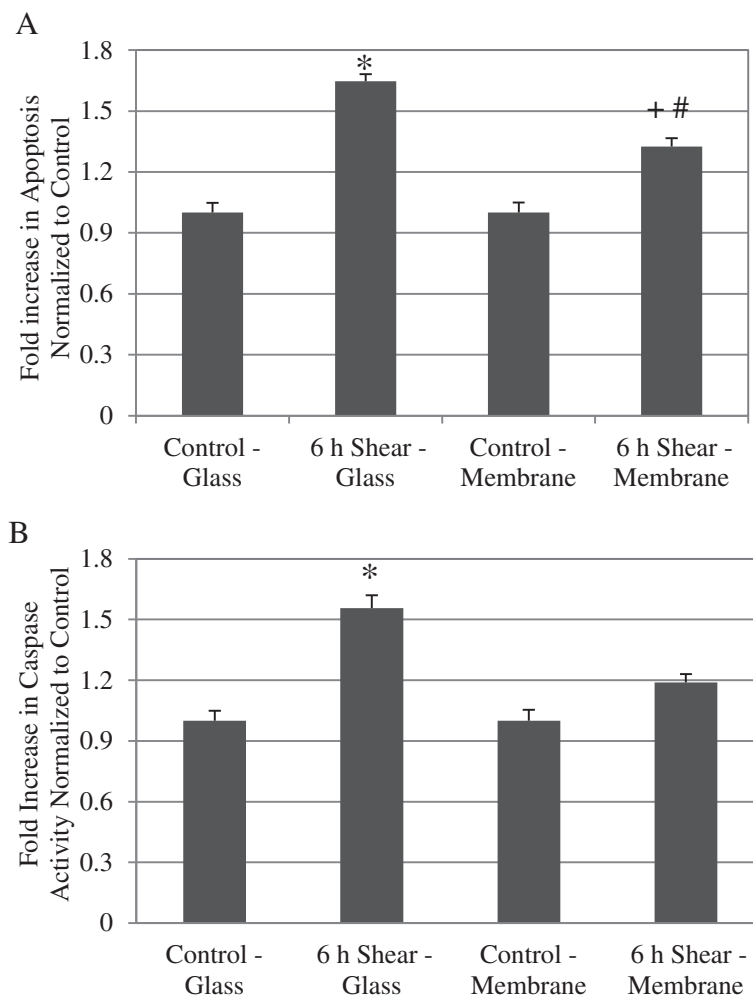 A
Fold increase in Apoptosis
Normalized to Control
1.8
1.5
1.2
0.9
0.6
0.3
0
*
+ #
Control -
Glass
6 h Shear -
Glass
Control -
Membrane
6 h Shear -
Membrane
B
Fold Increase in Caspase
Activity Normalized to Control
1.8
1.5
1.2
0.9
0.6
0.3
0
*
Control -
Glass
6 h Shear -
Glass
Control -
Membrane
6 h Shear -
Membrane